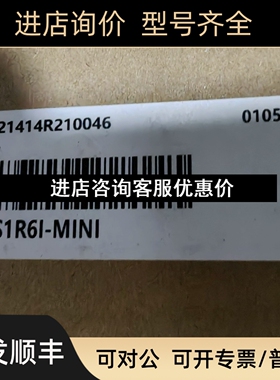 进店询价 型号齐全
21414R210046
0105
进店咨询客服优惠价
S1R6I-MINI
发顺丰
可对公 可开专票/普